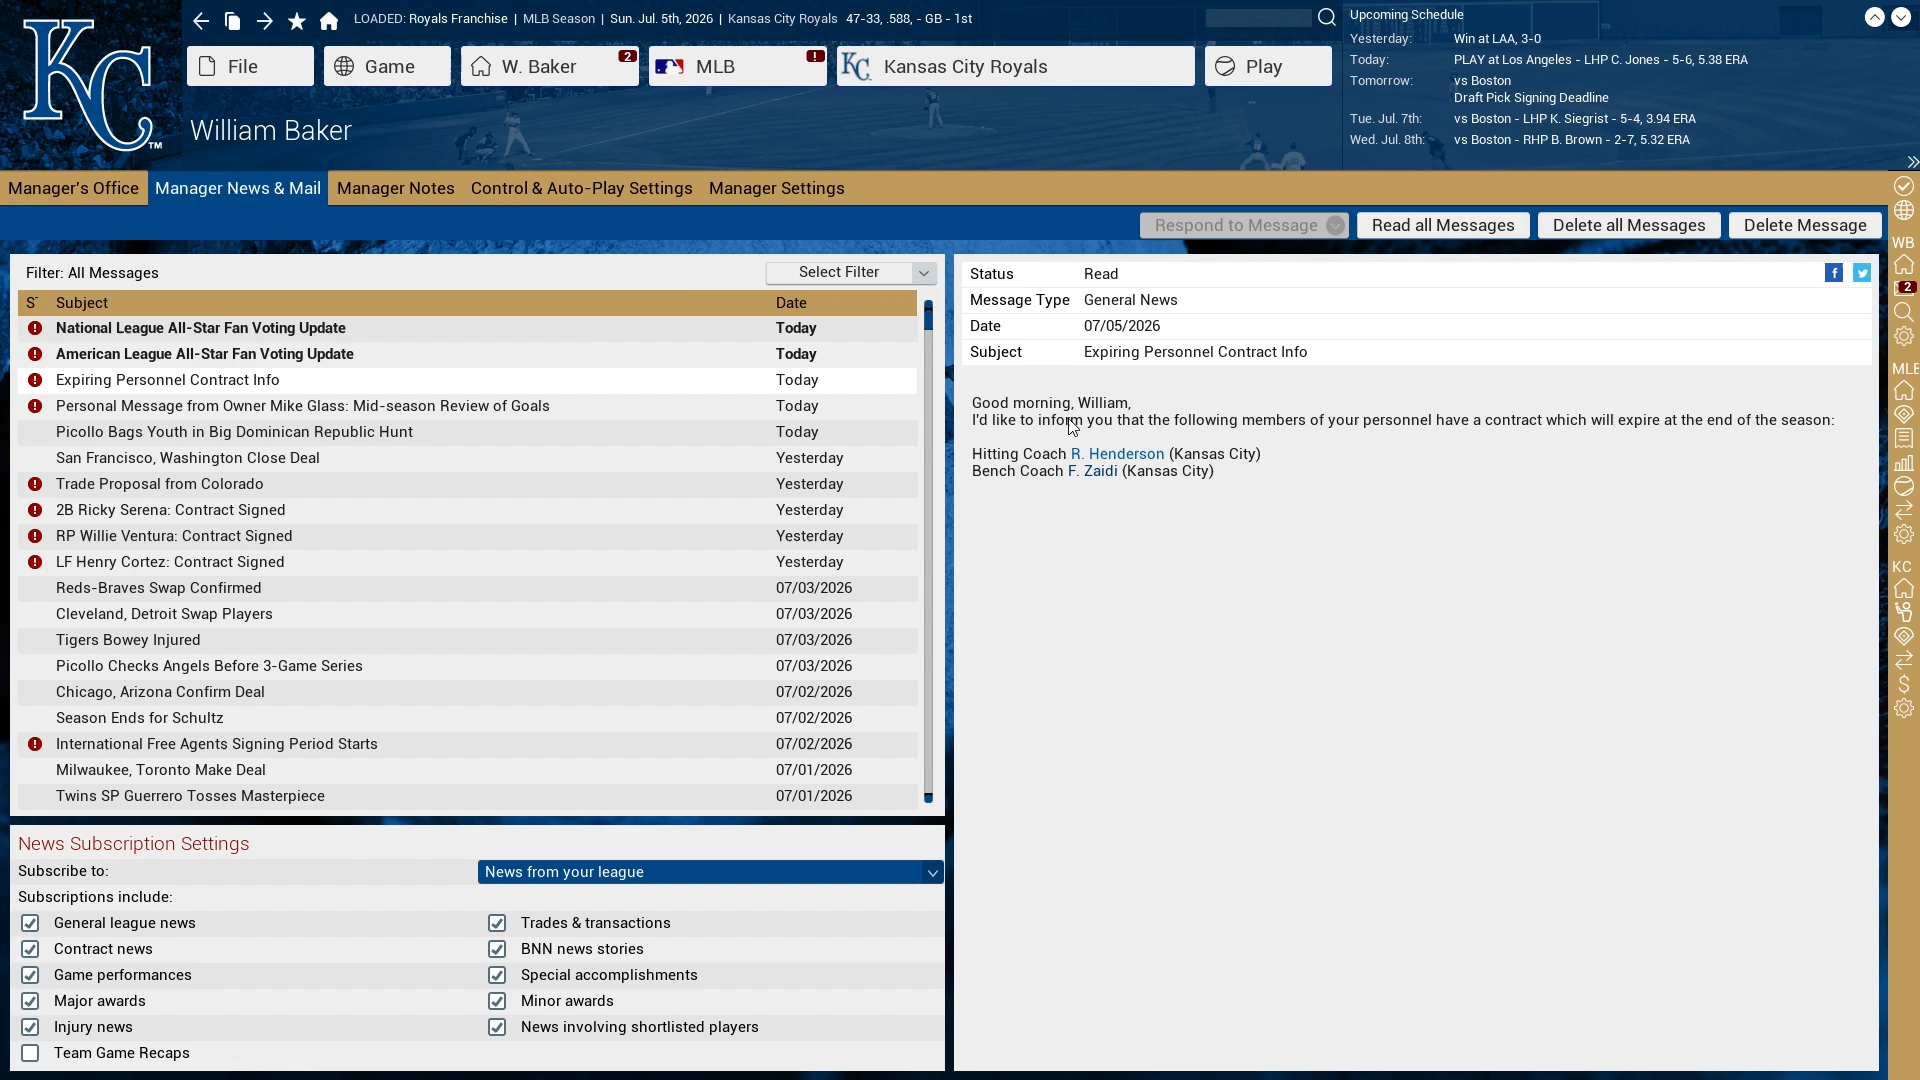 KC
TM
LOADED: Royals Franchise | MLB Season | Sun. Jul. 5th, 2026 | Kansas City Royals 47-33, .588, - GB - 1st
File
Game
W. Baker
2
MLB
!
KC
Kansas City Royals
Play
William Baker
Upcoming Schedule
Yesterday: Win at LAA, 3-0
Today: PLAY at Los Angeles - LHP C. Jones - 5-6, 5.38 ERA
Tomorrow: vs Boston
Draft Pick Signing Deadline
Tue. Jul. 7th: vs Boston - LHP K. Siegrist - 5-4, 3.94 ERA
Wed. Jul. 8th: vs Boston - RHP B. Brown - 2-7, 5.32 ERA
Manager's Office
Manager News & Mail
Manager Notes
Control & Auto-Play Settings
Manager Settings
Respond to Message
Read all Messages
Delete all Messages
Delete Message
Filter: All Messages
Select Filter
Subject Date
National League All-Star Fan Voting Update Today
American League All-Star Fan Voting Update Today
Expiring Personnel Contract Info Today
Personal Message from Owner Mike Glass: Mid-season Review of Goals Today
Picollo Bags Youth in Big Dominican Republic Hunt Today
San Francisco, Washington Close Deal Yesterday
Trade Proposal from Colorado Yesterday
2B Ricky Serena: Contract Signed Yesterday
RP Willie Ventura: Contract Signed Yesterday
LF Henry Cortez: Contract Signed Yesterday
Reds-Braves Swap Confirmed 07/03/2026
Cleveland, Detroit Swap Players 07/03/2026
Tigers Bowey Injured 07/03/2026
Picollo Checks Angels Before 3-Game Series 07/03/2026
Chicago, Arizona Confirm Deal 07/02/2026
Season Ends for Schultz 07/02/2026
International Free Agents Signing Period Starts 07/02/2026
Milwaukee, Toronto Make Deal 07/01/2026
Twins SP Guerrero Tosses Masterpiece 07/01/2026
News Subscription Settings
Subscribe to: News from your league
Subscriptions include:
General league news Trades & transactions
Contract news BNN news stories
Game performances Special accomplishments
Major awards Minor awards
Injury news News involving shortlisted players
Team Game Recaps
Status Read
Message Type General News
Date 07/05/2026
Subject Expiring Personnel Contract Info
Good morning, William,
I'd like to inform you that the following members of your personnel have a contract which will expire at the end of the season:
Hitting Coach R. Henderson (Kansas City)
Bench Coach F. Zaidi (Kansas City)
WB
2
KC